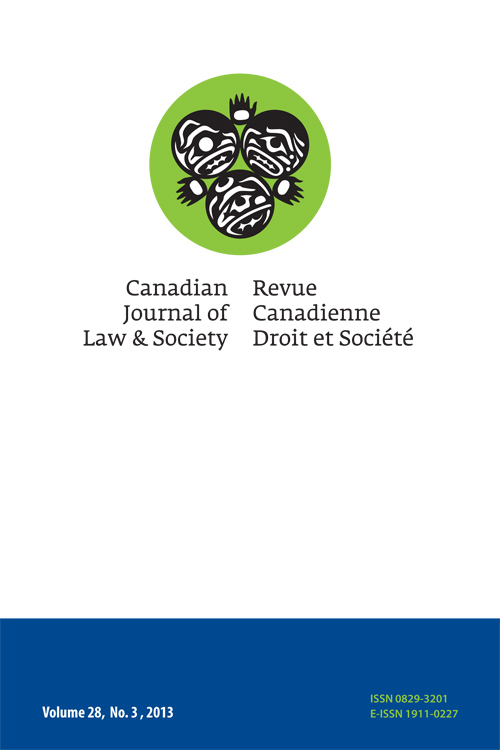 Canadian
Journal of
Law & Society
Revue
Canadienne
Droit et Société
Volume 28, No. 3 , 2013
ISSN 0829-3201
E-ISSN 1911-0227